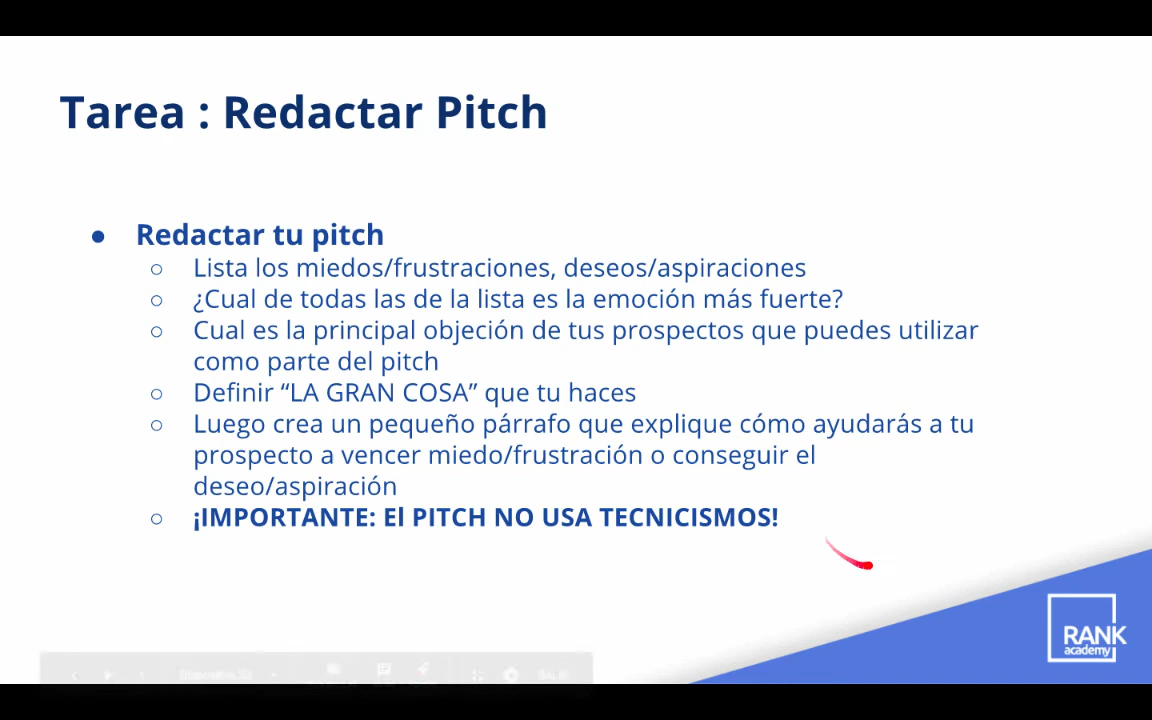 Tarea : Redactar Pitch
● Redactar tu pitch
○ Lista los miedos/frustraciones, deseos/aspiraciones
○ ¿Cual de todas las de la lista es la emoción más fuerte?
○ Cual es la principal objeción de tus prospectos que puedes utilizar
como parte del pitch
○ Definir “LA GRAN COSA” que tu haces
○ Luego crea un pequeño párrafo que explique cómo ayudarás a tu
prospecto a vencer miedo/frustración o conseguir el
deseo/aspiración
○ ¡IMPORTANTE: El PITCH NO USA TECNICISMOS!
RANK
academy